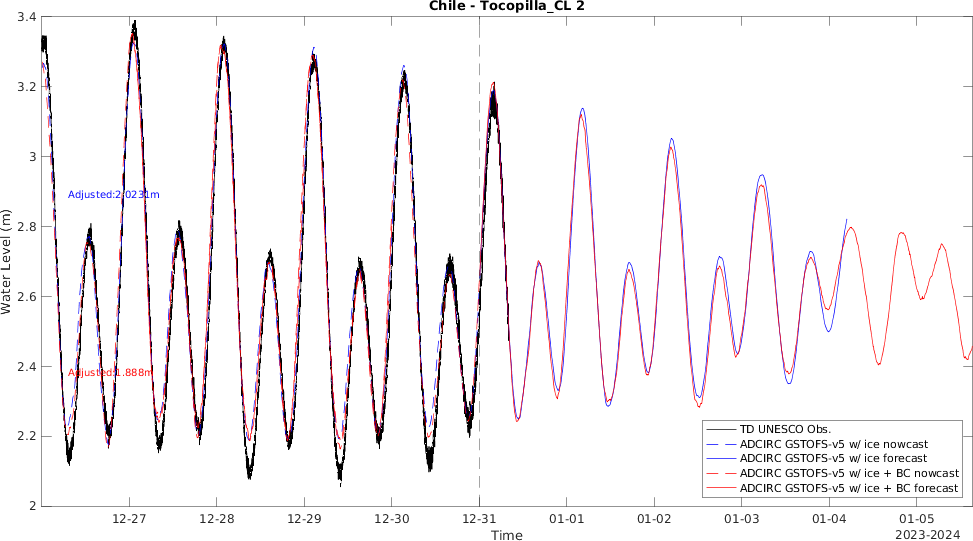 Chile - Tocopilla_CL 2
3.4
3.2
3
2.8
2.6
2.4
2.2
2
Water Level (m)
Adjusted:2.0231m
Adjusted:1.888m
TD UNESCO Obs.
ADCIRC GSTOFS-v5 w/ ice nowcast
ADCIRC GSTOFS-v5 w/ ice forecast
ADCIRC GSTOFS-v5 w/ ice + BC nowcast
ADCIRC GSTOFS-v5 w/ ice + BC forecast
12-27 12-28 12-29 12-30 12-31 01-01 01-02 01-03 01-04 01-05
Time
2023-2024